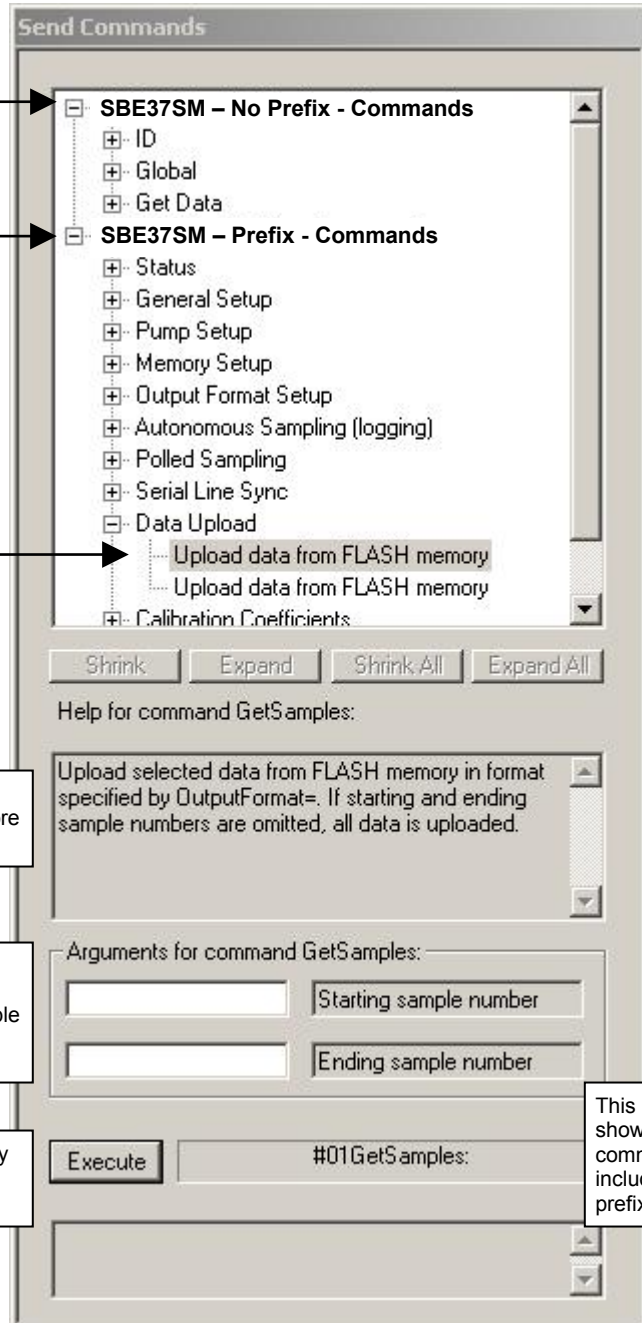 Send Commands
SBE37SM – No Prefix - Commands
ID
Global
Get Data
SBE37SM – Prefix - Commands
Status
General Setup
Pump Setup
Memory Setup
Output Format Setup
Autonomous Sampling (logging)
Polled Sampling
Serial Line Sync
Data Upload
Upload data from FLASH memory
Upload data from FLASH memory
Calibration Coefficients
Shrink
Expand
Shrink All
Expand All
Help for command GetSamples:
Upload selected data from FLASH memory in format
specified by OutputFormat=. If starting and ending
sample numbers are omitted, all data is uploaded.
Arguments for command GetSamples:
Starting sample number
Ending sample number
This
Execute
#01GetSamples: